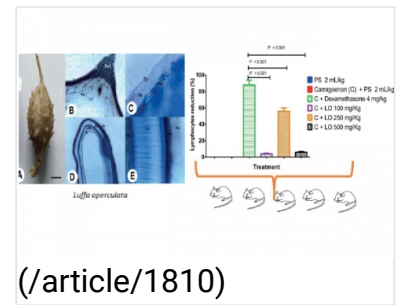 P < 0.001
P < 0.001
P < 0.001
Lymphocytes reduction (%)
100
80
60
40
20
0
Treatment
PS 2 mL/kg
Carrageenan (C) + PS 2 mL/kg
C + Dexamethasone 4 mg/kg
C + LO 100 mg/Kg
C + LO 250 mg/Kg
C + LO 500 mg/Kg
A
B
C
D
E
Luffa operculata
(/article/1810)